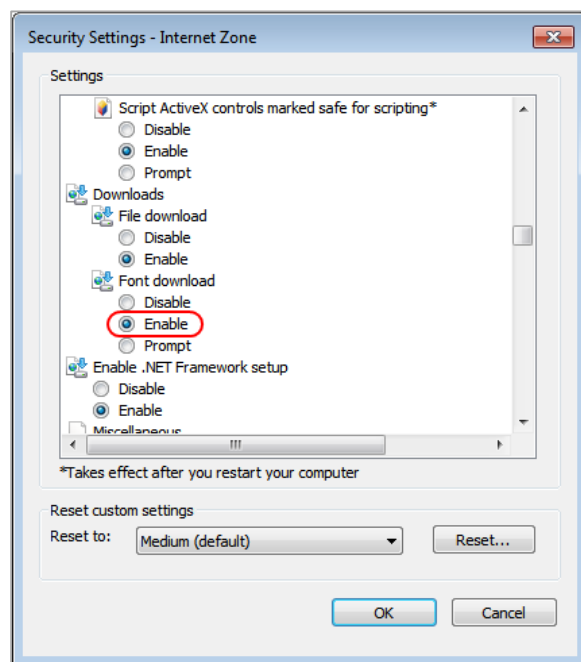 Security Settings - Internet Zone
Settings
Script ActiveX controls marked safe for scripting*
Disable
Enable
Prompt
Downloads
File download
Disable
Enable
Font download
Disable
Enable
Prompt
Enable .NET Framework setup
Disable
Enable
Miscellaneous
*Takes effect after you restart your computer
Reset custom settings
Reset to: Medium (default) Reset...
OK Cancel